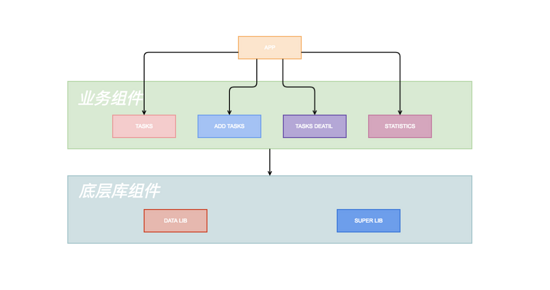 APP
业务组件
TASKS
ADD TASKS
TASKS DEATIL
STATISTICS
底层库组件
DATA LIB
SUPER LIB